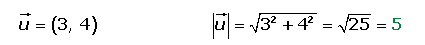 u⃗ = (3, 4)    |u⃗| = √(3² + 4²) = √25 = 5